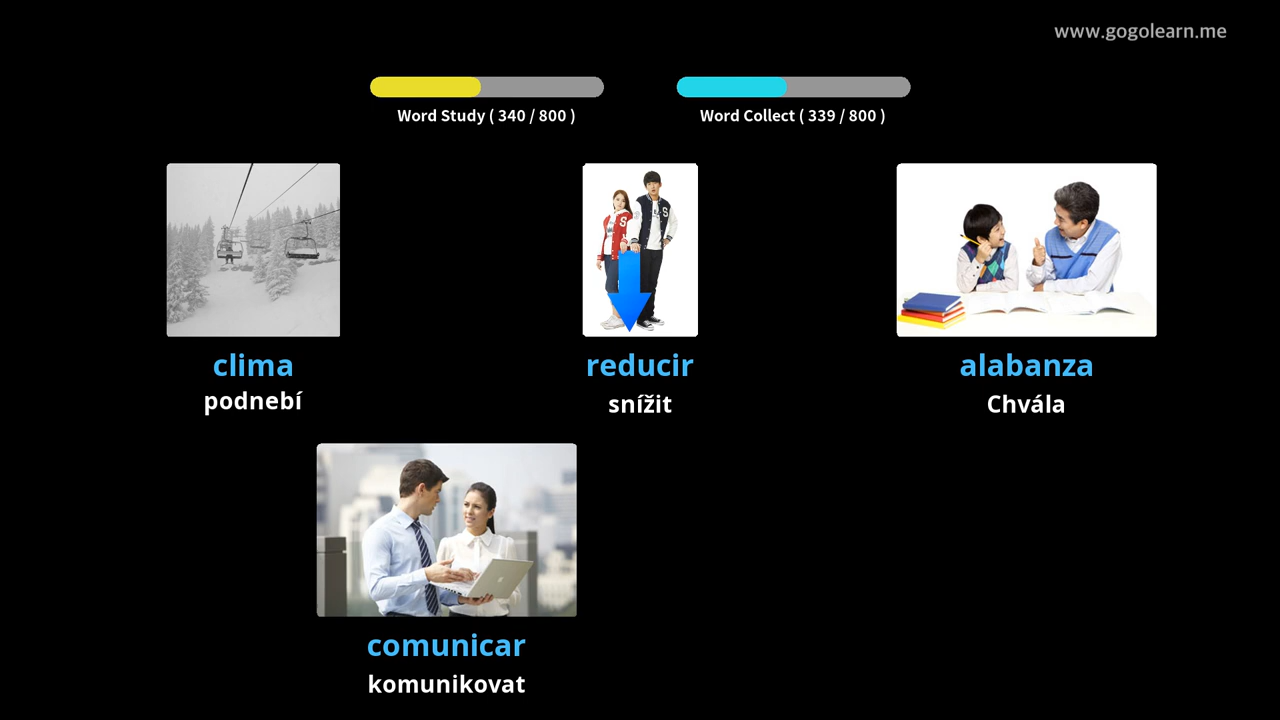 www.gogolearn.me
Word Study ( 340 / 800 )
Word Collect ( 339 / 800 )
clima
podnebí
reducir
snížit
alabanza
Chvála
comunicar
komunikovat